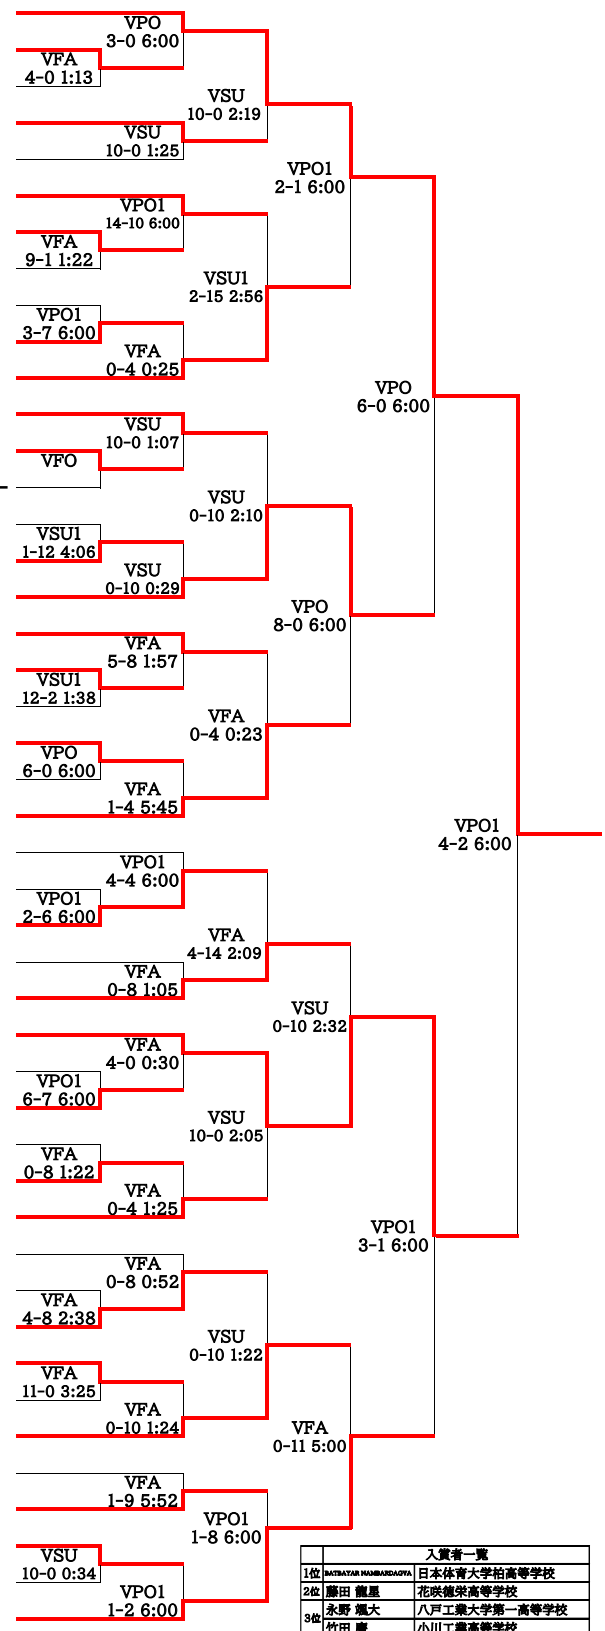 VPO
3-0 6:00
VFA
4-0 1:13
VSU
10-0 2:19
VSU
10-0 1:25
VPO1
2-1 6:00
VPO1
14-10 6:00
VFA
9-1 1:22
VSU1
2-15 2:56
VPO1
3-7 6:00
VFA
0-4 0:25
VPO
6-0 6:00
VSU
10-0 1:07
VFO
VSU
0-10 2:10
VSU1
1-12 4:06
VSU
0-10 0:29
VPO
8-0 6:00
VFA
5-8 1:57
VSU1
12-2 1:38
VFA
0-4 0:23
VPO
6-0 6:00
VFA
1-4 5:45
VPO1
4-2 6:00
VPO1
4-4 6:00
VPO1
2-6 6:00
VFA
4-14 2:09
VFA
0-8 1:05
VSU
0-10 2:32
VFA
4-0 0:30
VPO1
6-7 6:00
VSU
10-0 2:05
VFA
0-8 1:22
VFA
0-4 1:25
VPO1
3-1 6:00
VFA
0-8 0:52
VFA
4-8 2:38
VSU
0-10 1:22
VFA
11-0 3:25
VFA
0-10 1:24
VFA
0-11 5:00
VFA
1-9 5:52
VPO1
1-8 6:00
VSU
10-0 0:34
VPO1
1-2 6:00
入賞者一覧
1位 BATBAYAR NAMBARDAGVA 日本体育大学柏高等学校
2位 藤田 龍星 花咲徳栄高等学校
3位 永野 颯大 八戸工業大学第一高等学校
竹田 慶 小川工業高等学校